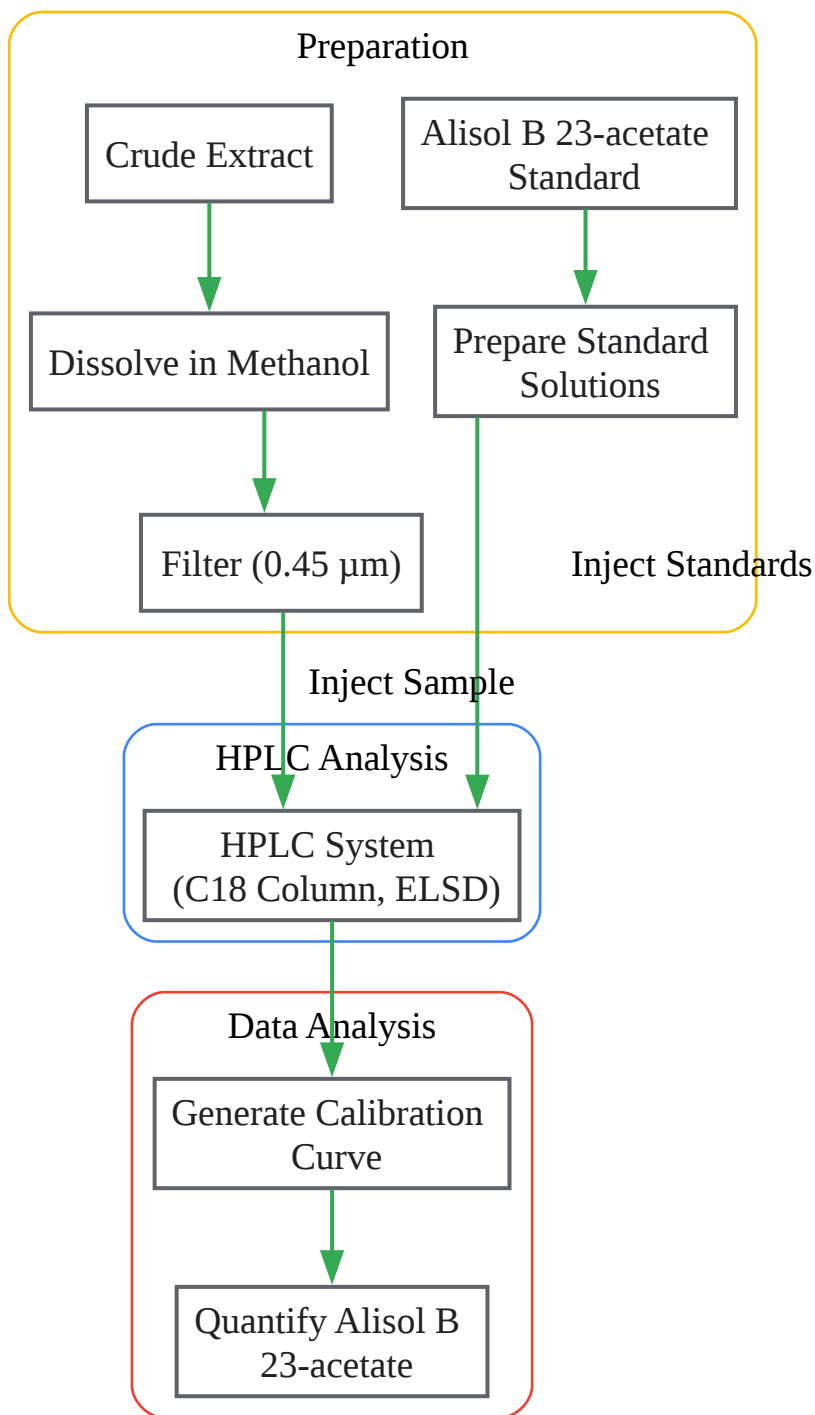 Preparation
Crude Extract
Alisol B 23-acetate
Standard
Dissolve in Methanol
Prepare Standard
Solutions
Filter (0.45 µm)
Inject Standards
Inject Sample
HPLC Analysis
HPLC System
(C18 Column, ELSD)
Data Analysis
Generate Calibration
Curve
Quantify Alisol B
23-acetate